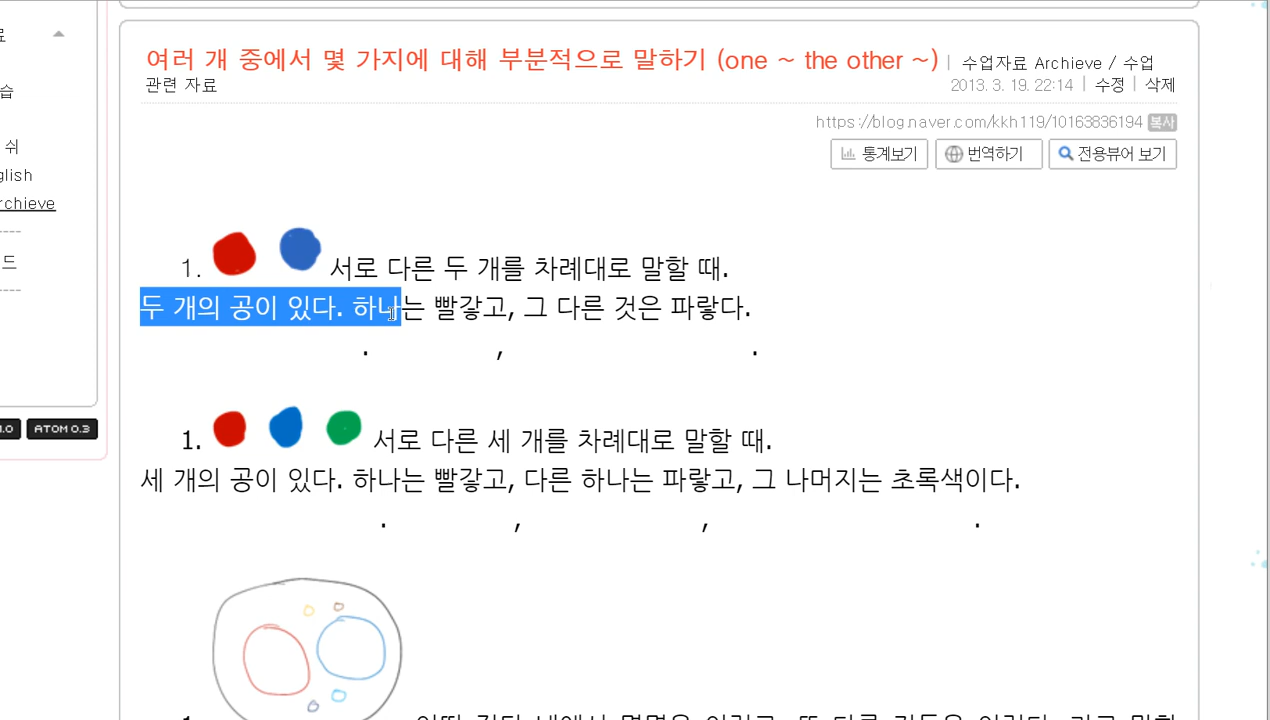 료
습
쉬
glish
rchieve
----
드
----
1.0 ATOM 0.3
여러 개 중에서 몇 가지에 대해 부분적으로 말하기 (one ~ the other ~) | 수업자료 Archieve / 수업
관련 자료 2013. 3. 19. 22:14 | 수정 | 삭제
https://blog.naver.com/kkh119/10163836194 복사
통계보기 번역하기 전용뷰어 보기
1. 서로 다른 두 개를 차례대로 말할 때.
두 개의 공이 있다. 하나는 빨갛고, 그 다른 것은 파랗다.
. , .
1. 서로 다른 세 개를 차례대로 말할 때.
세 개의 공이 있다. 하나는 빨갛고, 다른 하나는 파랗고, 그 나머지는 초록색이다.
. , , .